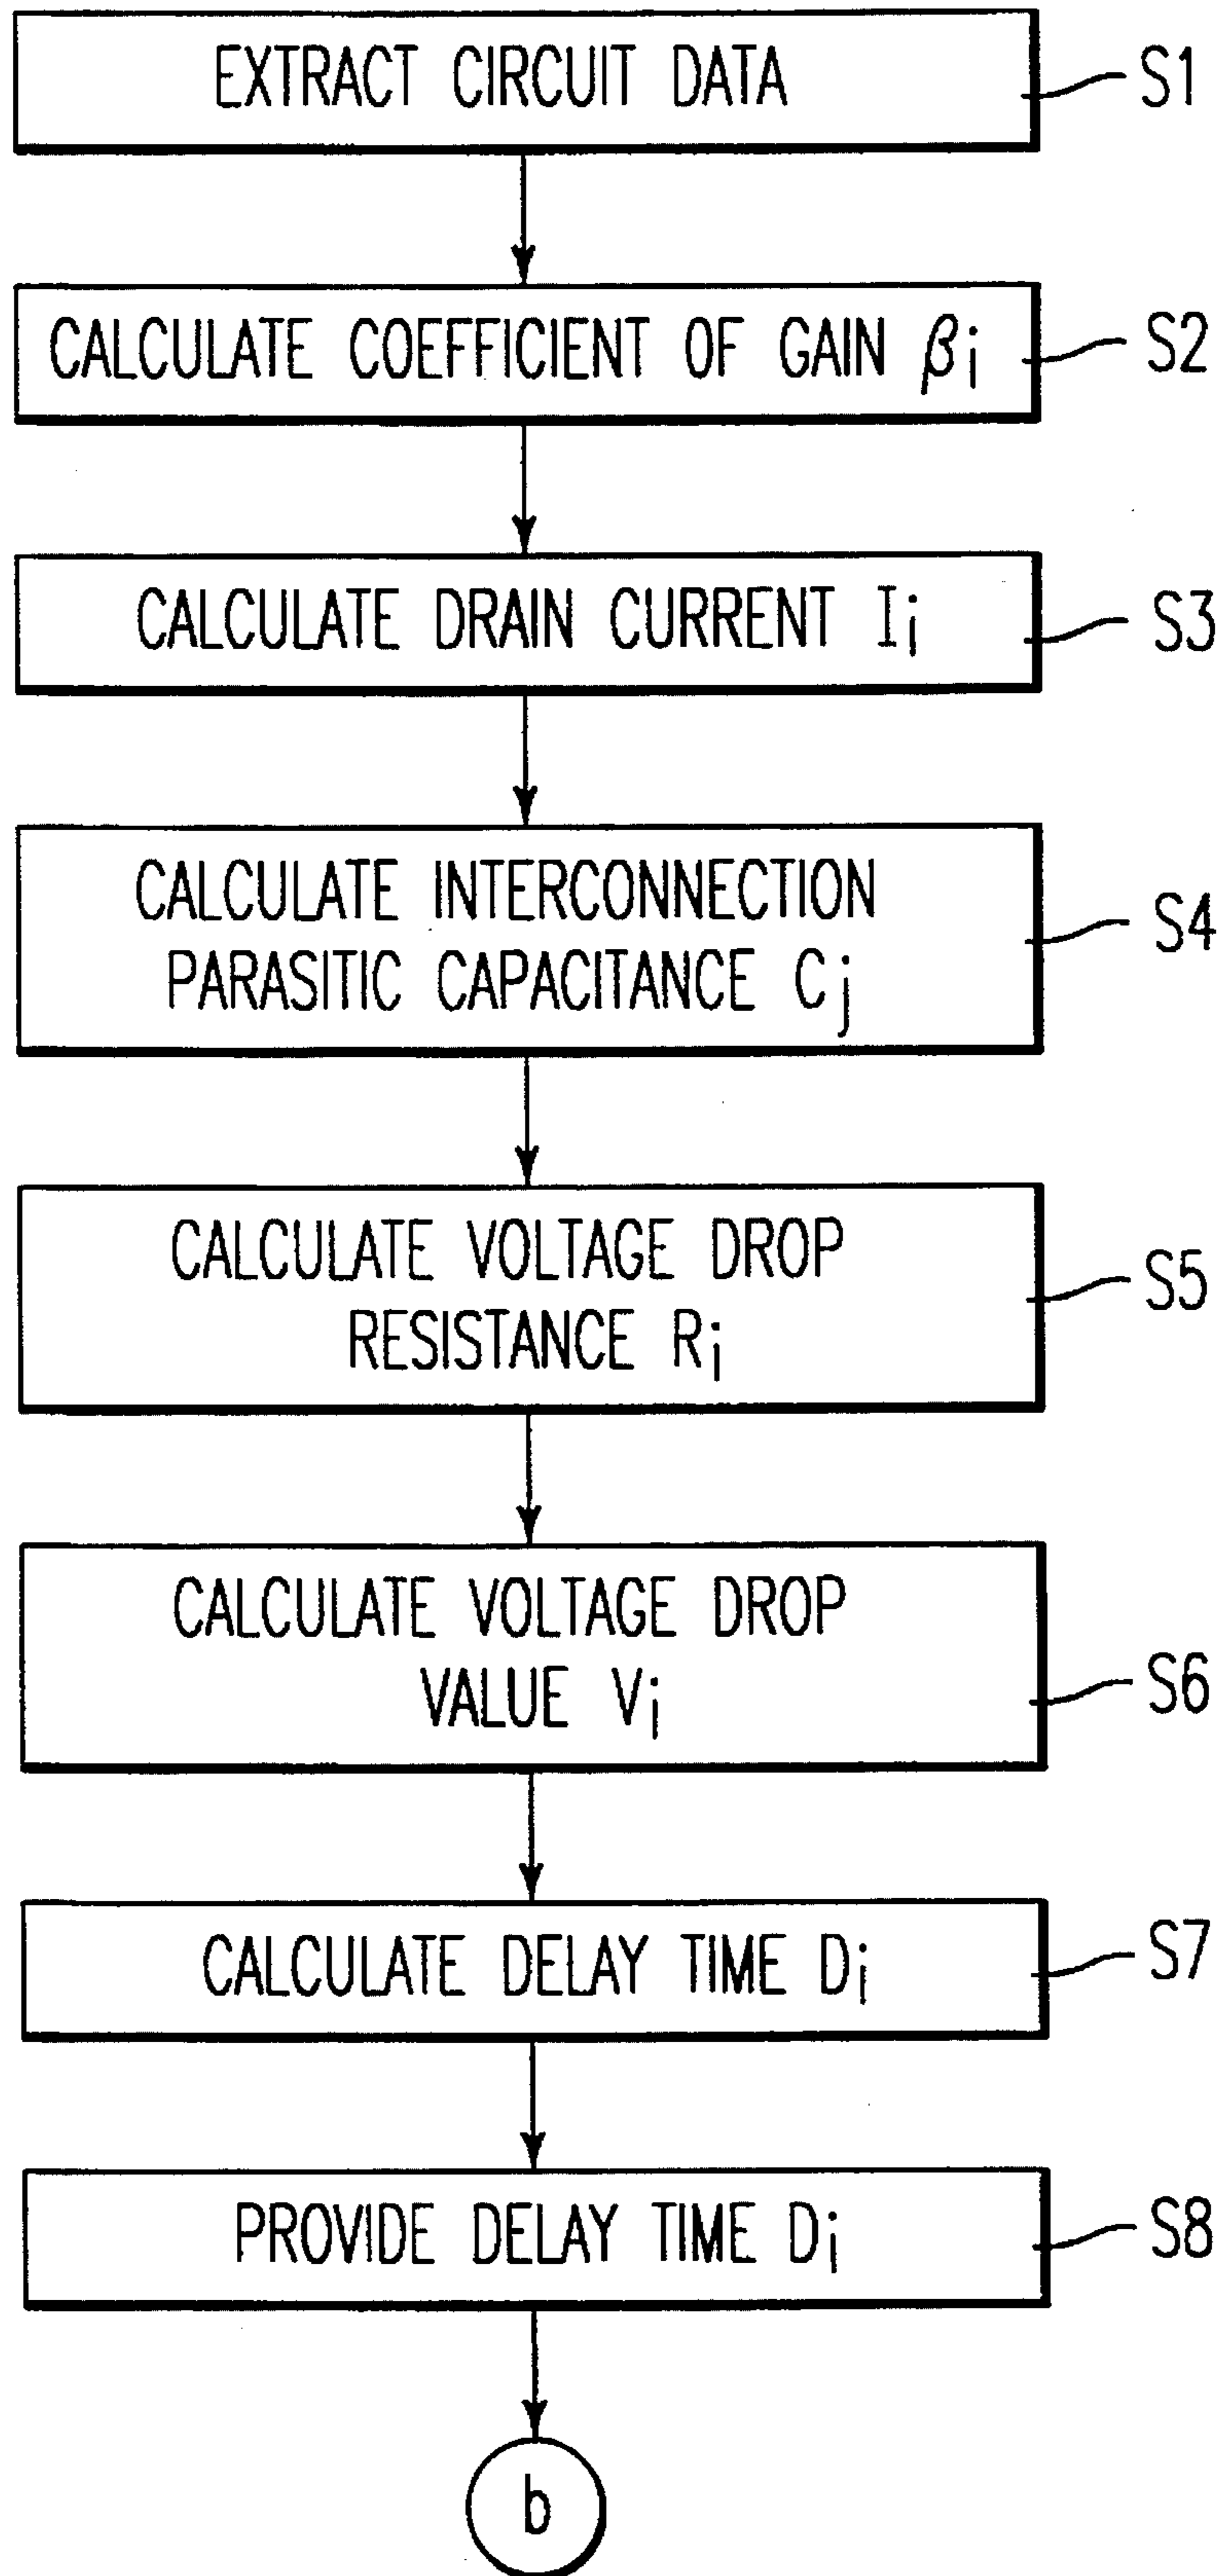 EXTRACT CIRCUIT DATA
S1
CALCULATE COEFFICIENT OF GAIN βi
S2
CALCULATE DRAIN CURRENT Ii
S3
CALCULATE INTERCONNECTION
PARASITIC CAPACITANCE Cj
S4
CALCULATE VOLTAGE DROP
RESISTANCE Ri
S5
CALCULATE VOLTAGE DROP
VALUE Vi
S6
CALCULATE DELAY TIME Di
S7
PROVIDE DELAY TIME Di
S8
b